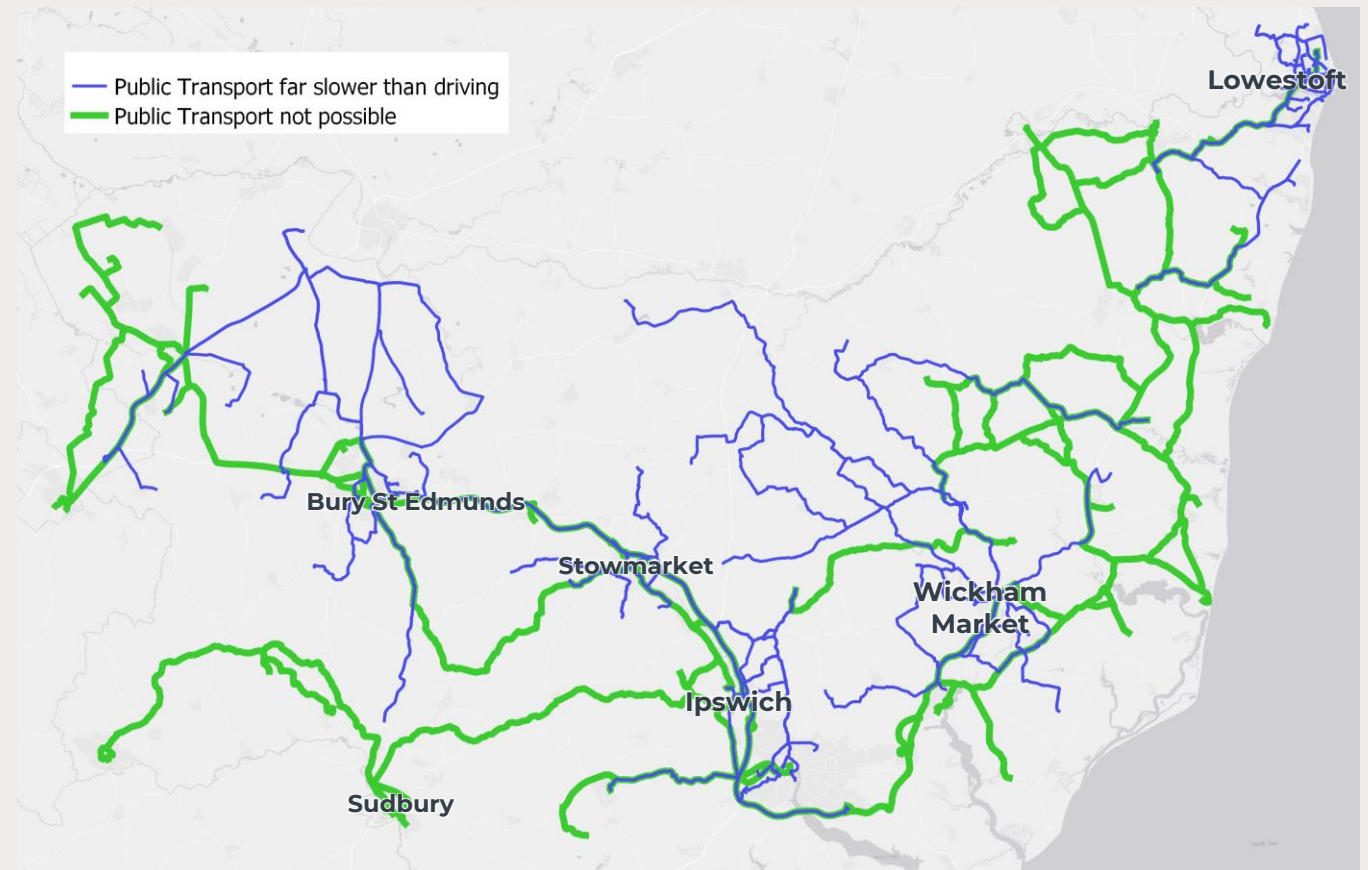 Public Transport far slower than driving
Public Transport not possible
Lowestoft
Bury St Edmunds
Stowmarket
Wickham
Market
Ipswich
Sudbury